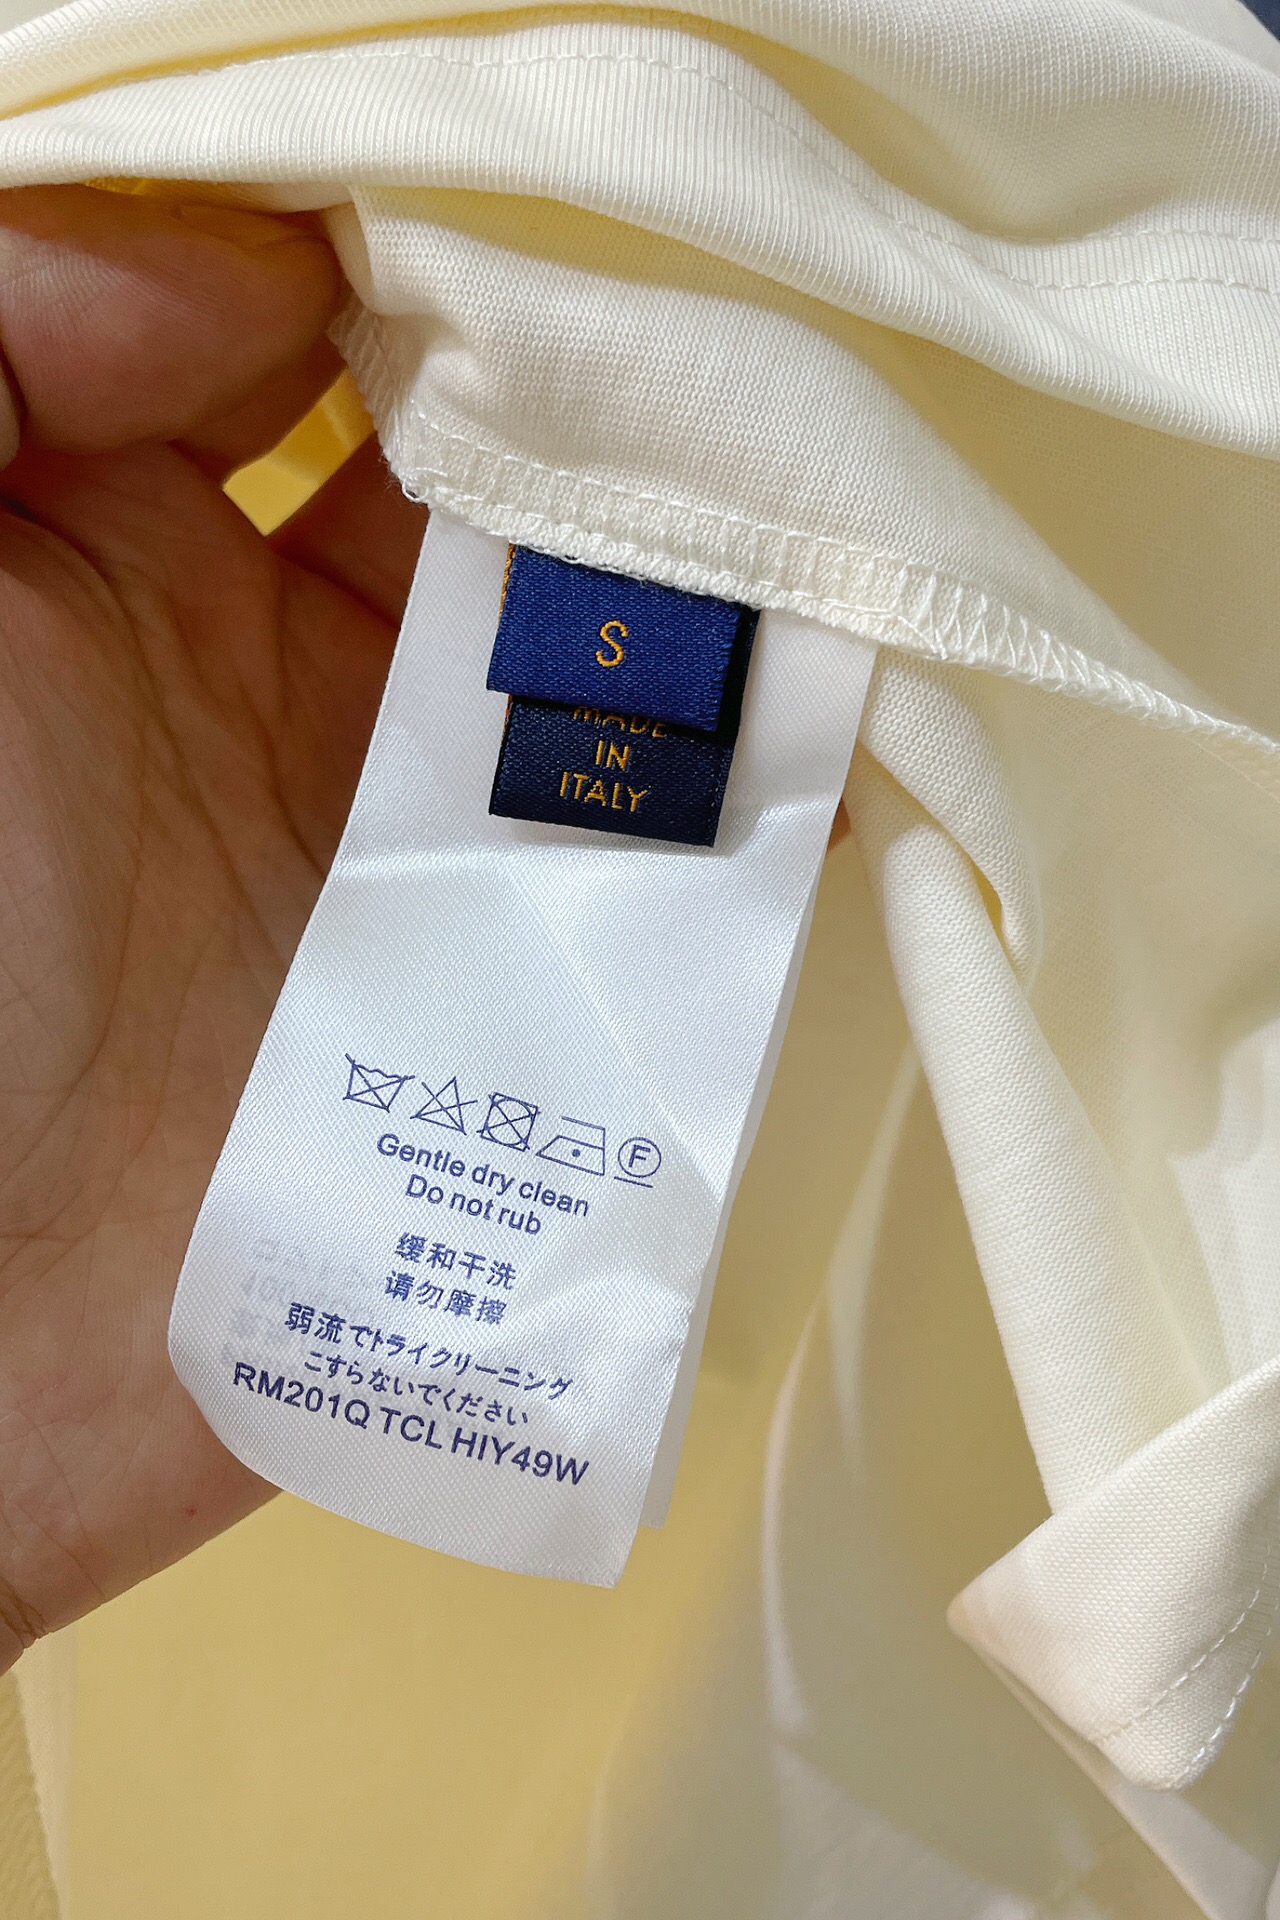 S
MADE
IN
ITALY
F
Gentle dry clean
Do not rub
缓和干洗
请勿摩擦
弱流でトライクリーニング
こすらないでください
RM201Q TCL HIY49W